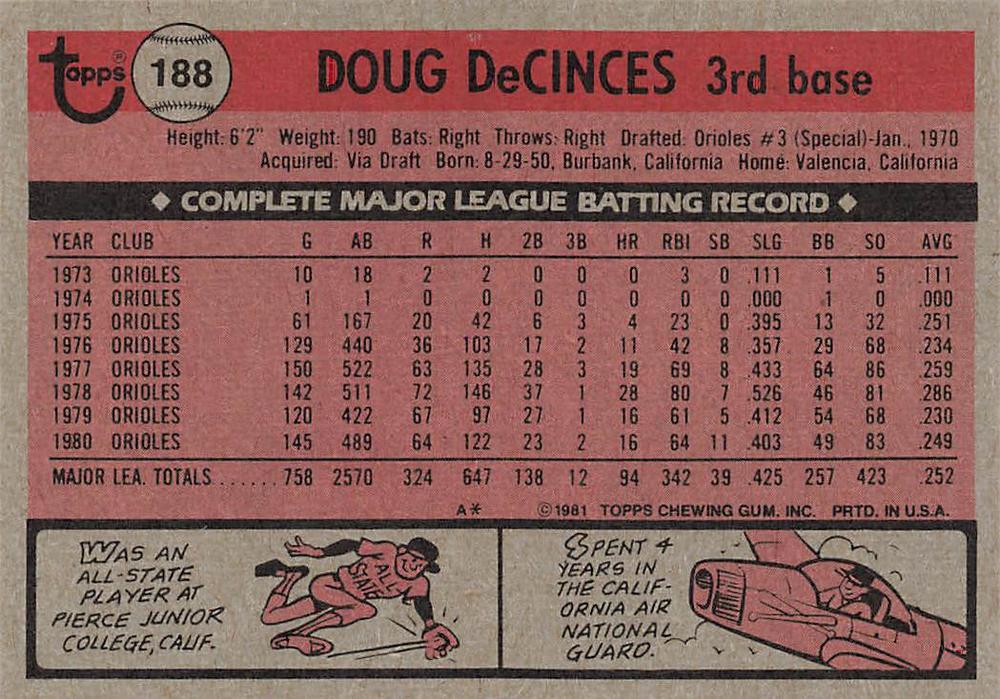 Topps® 188 DOUG DeCINCES 3rd base
Height: 6'2" Weight: 190 Bats: Right Throws: Right Drafted: Orioles #3 (Special)-Jan., 1970
Acquired: Via Draft Born: 8-29-50, Burbank, California Home: Valencia, California
◆ COMPLETE MAJOR LEAGUE BATTING RECORD ◆
YEAR CLUB G AB R H 2B 3B HR RBI SB SLG BB SO AVG
1973 ORIOLES 10 18 2 2 0 0 0 3 0 .111 1 5 .111
1974 ORIOLES 1 1 0 0 0 0 0 0 0 .000 1 0 .000
1975 ORIOLES 61 167 20 42 6 3 4 23 0 .395 13 32 .251
1976 ORIOLES 129 440 36 103 17 2 11 42 8 .357 29 68 .234
1977 ORIOLES 150 522 63 135 28 3 19 69 8 .433 64 86 .259
1978 ORIOLES 142 511 72 146 37 1 28 80 7 .526 46 81 .286
1979 ORIOLES 120 422 67 97 27 1 16 61 5 .412 54 68 .230
1980 ORIOLES 145 489 64 122 23 2 16 64 11 .403 49 83 .249
MAJOR LEA. TOTALS ...... 758 2570 324 647 138 12 94 342 39 .425 257 423 .252
A* ©1981 TOPPS CHEWING GUM. INC. PRTD. IN U.S.A.
WAS AN
ALL-STATE
PLAYER AT
PIERCE JUNIOR
COLLEGE, CALIF.
ALL
STATE
SPENT 4
YEARS IN
THE CALIF-
ORNIA AIR
NATIONAL
GUARD.